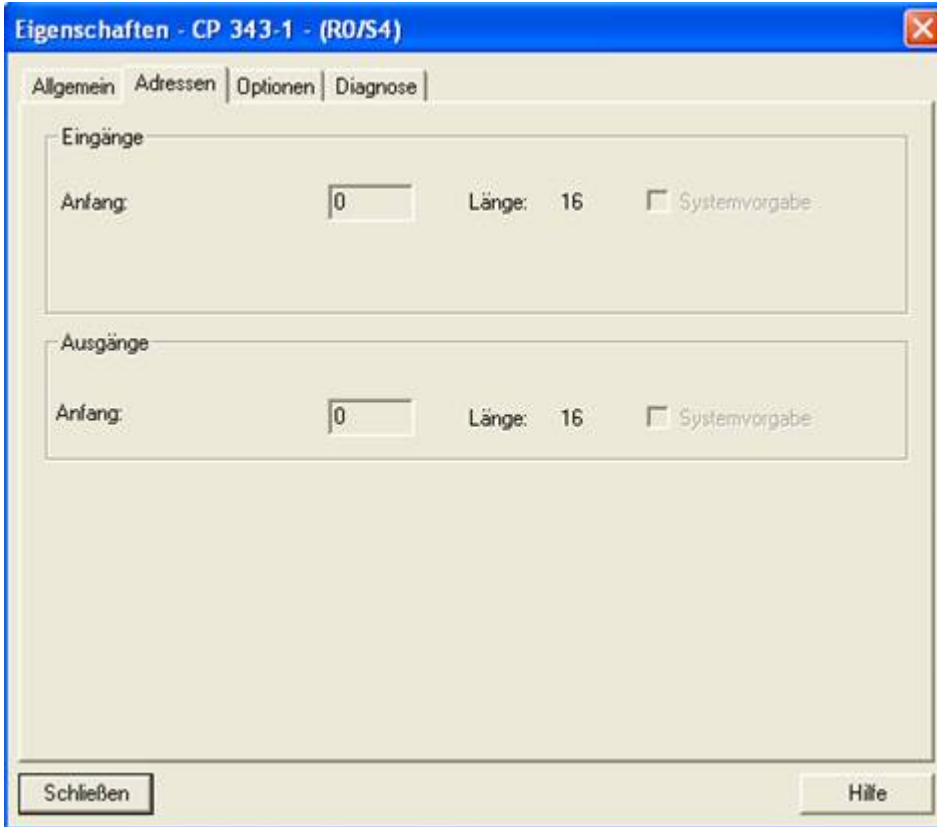 Eigenschaften - CP 343-1 - (R0/S4)
Allgemein Adressen Optionen Diagnose
Eingänge
Anfang: 0 Länge: 16 Systemvorgabe
Ausgänge
Anfang: 0 Länge: 16 Systemvorgabe
Schließen Hilfe